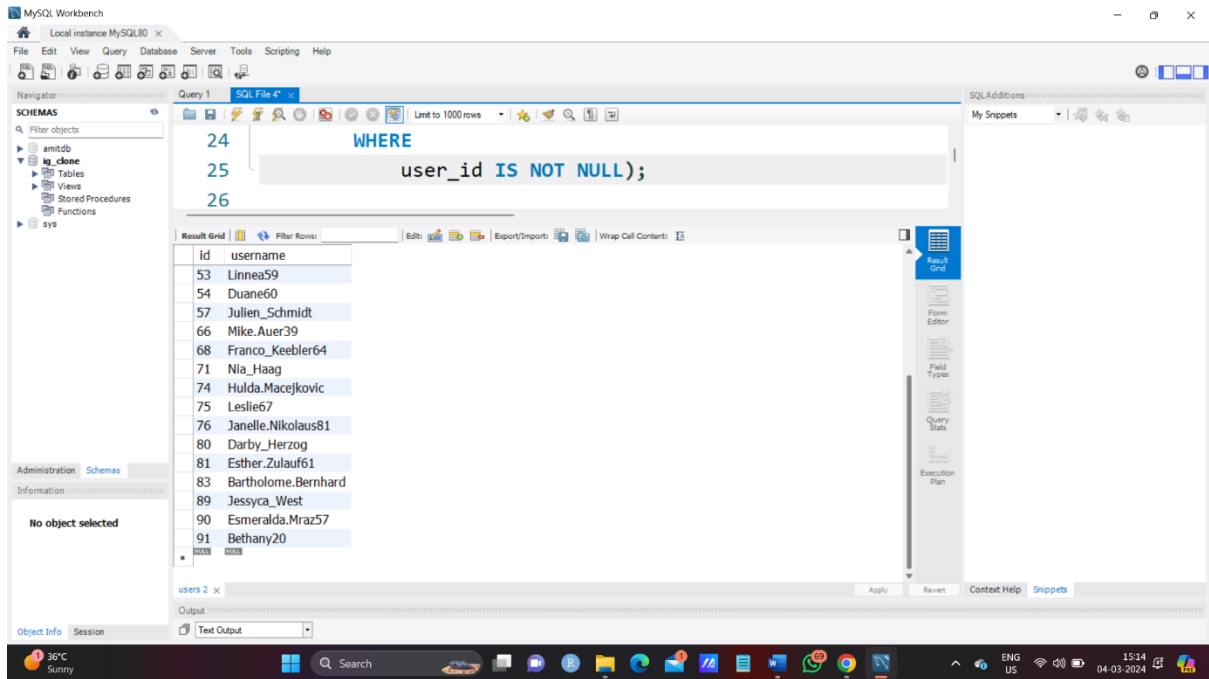 MySQL Workbench
Local instance MySQL80 ×
File Edit View Query Database Server Tools Scripting Help
Navigator
SCHEMAS
Filter objects
amitdb
ig_clone
Tables
Views
Stored Procedures
Functions
sys
Administration Schemas
Information
No object selected
Object Info Session
Query 1 SQL File 4* ×
Limit to 1000 rows
24 WHERE
25 user_id IS NOT NULL);
26
Result Grid Filter Rows: Edit: Export/Import: Wrap Cell Content:
id username
53 Linnea59
54 Duane60
57 Julien_Schmidt
66 Mike.Auer39
68 Franco_Keebler64
71 Nia_Haag
74 Hulda.Macejkovic
75 Leslie67
76 Janelle.Nikolaus81
80 Darby_Herzog
81 Esther.Zulauf61
83 Bartholome.Bernhard
89 Jessyca_West
90 Esmeralda.Mraz57
91 Bethany20
NULL NULL
Result
Grid
Form
Editor
Field
Types
Query
Stats
Execution
Plan
users 2 ×
Apply Revert
Output
Text Output
SQLAdditions
My Snippets
Context Help Snippets
1
36°C
Sunny
Search
69
ENG
US
15:14
04-03-2024
PRE